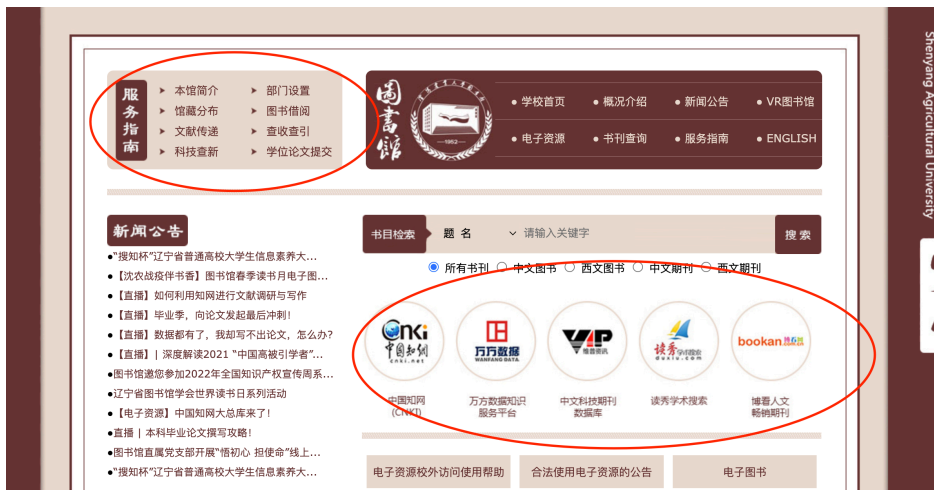 服务指南
本馆简介
部门设置
馆藏分布
图书借阅
文献传递
查收查引
科技查新
学位论文提交
圖書館
1952
学校首页
概况介绍
新闻公告
VR图书馆
电子资源
书刊查询
服务指南
ENGLISH
Shenyang Agricultural University
新闻公告
●“搜知杯”辽宁省普通高校大学生信息素养大...
●【沈农战疫伴书香】图书馆春季读书月电子图...
●【直播】如何利用知网进行文献调研与写作
●【直播】毕业季，向论文发起最后冲刺!
●【直播】数据都有了，我却写不出论文，怎么办?
●【直播】| 深度解读2021 “中国高被引学者”...
●图书馆邀您参加2022年全国知识产权宣传周系...
●辽宁省图书馆学会世界读书日系列活动
●【电子资源】中国知网大总库来了!
●直播 | 本科毕业论文撰写攻略!
●图书馆直属党支部开展“悟初心 担使命”线上...
●“搜知杯”辽宁省普通高校大学生信息素养大...
书目检索 题 名 请输入关键字 搜 索
所有书刊 中文图书 西文图书 中文期刊 西文期刊
Cnki
中国知网
cnki.net
万方数据
WANFANG DATA
VIP
维普资讯
读秀学术搜索
duxiu.com
bookan 博看网
.com.cn
中国知网
(CNKI)
万方数据知识
服务平台
中文科技期刊
数据库
读秀学术搜索
博看人文
畅销期刊
电子资源校外访问使用帮助
合法使用电子资源的公告
电子图书